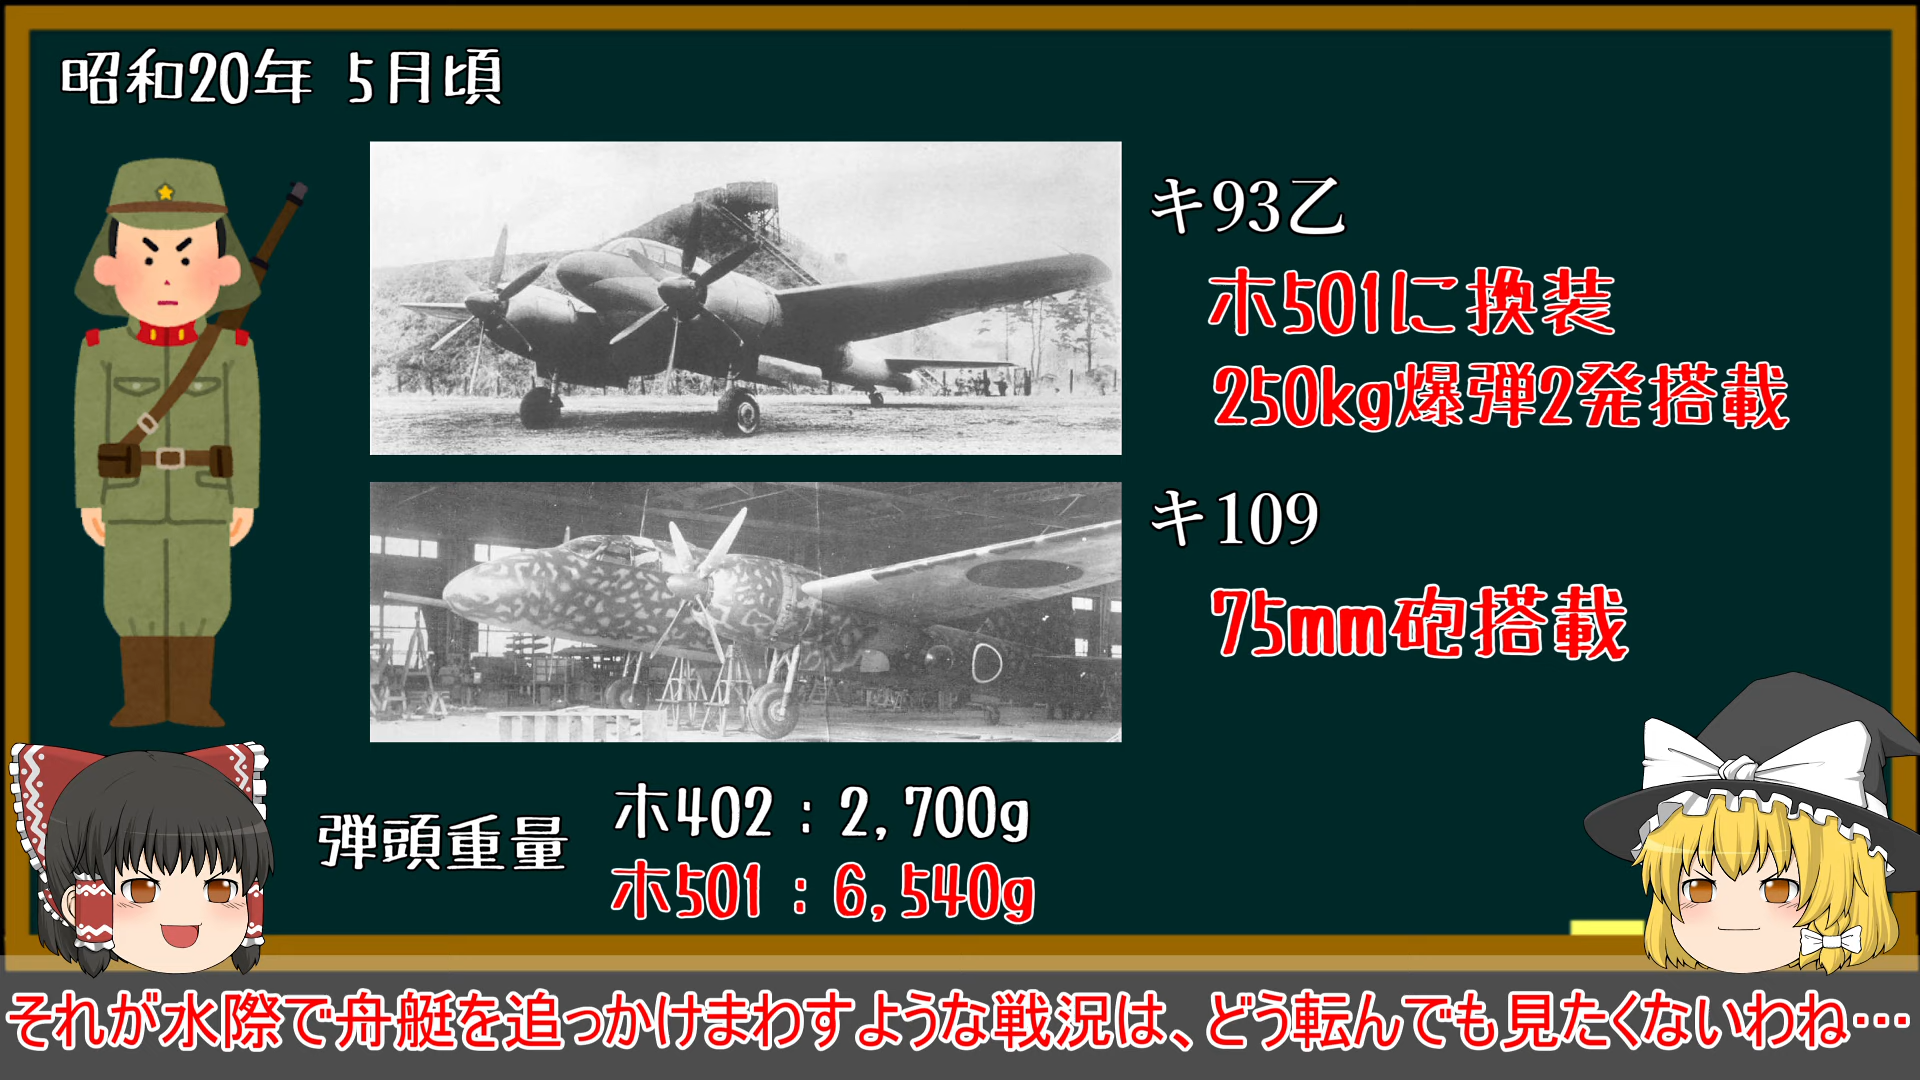 昭和20年 5月頃
キ93乙
ホ501に換装
250kg爆弾2発搭載
キ109
75mm砲搭載
弾頭重量
ホ402：2,700g
ホ501：6,540g
それが水際で舟艇を追っかけまわすような戦況は、どう転んでも見たくないわね…